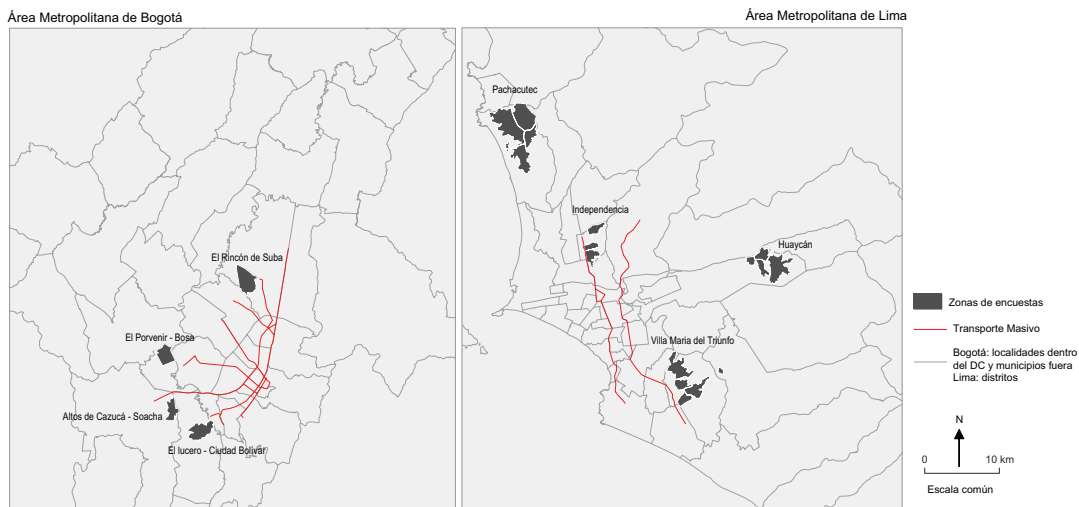 Área Metropolitana de Bogotá
El Rincón de Suba
El Porvenir - Bosa
Altos de Cazucá - Soacha
El lucero - Ciudad Bolívar
Área Metropolitana de Lima
Pachacutec
Independencia
Huaycán
Villa Maria del Triunfo
Zonas de encuestas
Transporte Masivo
Bogotá: localidades dentro
del DC y municipios fuera
Lima: distritos
N
0 10 km
Escala común